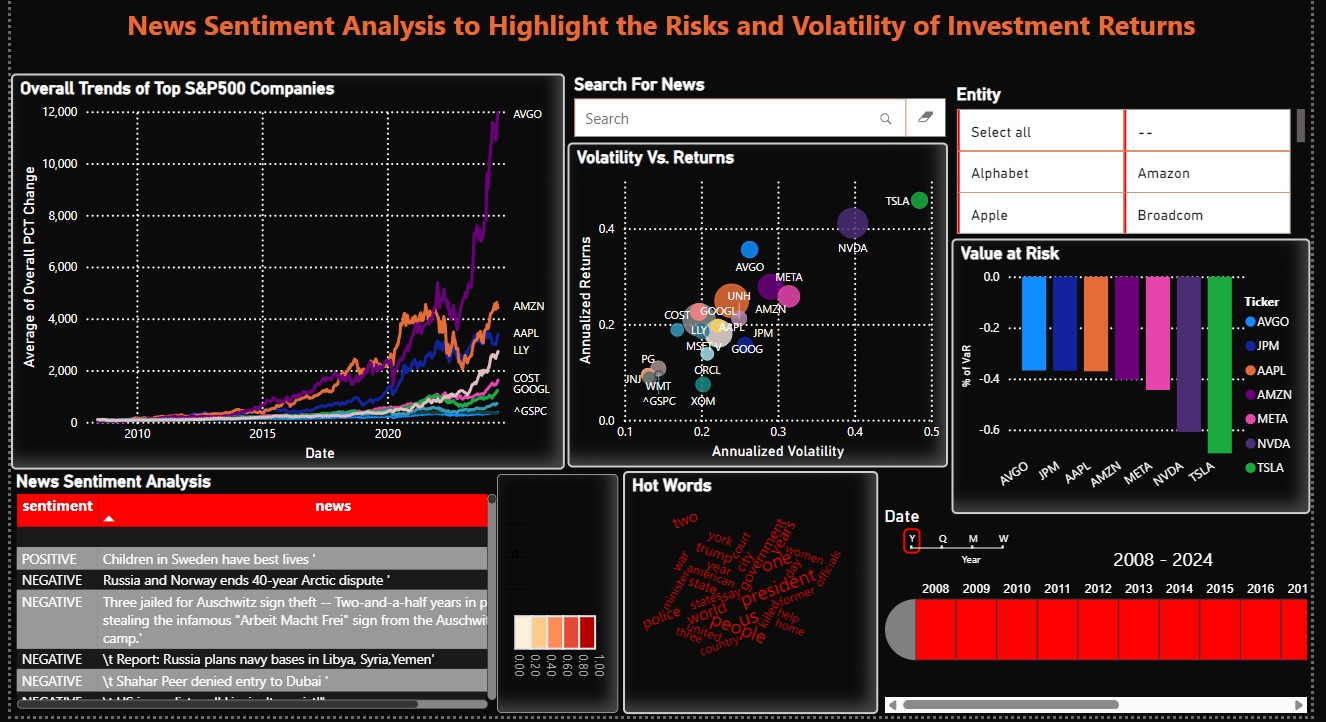 News Sentiment Analysis to Highlight the Risks and Volatility of Investment Returns
Overall Trends of Top S&P500 Companies
Average of Overall PCT Change
12,000
10,000
8,000
6,000
4,000
2,000
0
2010
2015
2020
Date
AVGO
AMZN
AAPL
LLY
COST
GOOGL
^GSPC
Search For News
Search
Volatility Vs. Returns
Annualized Returns
0.4
0.2
0.0
0.1
0.2
0.3
0.4
0.5
Annualized Volatility
TSLA
NVDA
AVGO
META
UNH
AMZN
COST
GOOGL
AAPL
LLY
JPM
MSFT
V
GOOG
PG
ORCL
JNJ
WMT
^GSPC
XOM
Entity
Select all
--
Alphabet
Amazon
Apple
Broadcom
Value at Risk
% of VaR
0.0
-0.2
-0.4
-0.6
AVGO
JPM
AAPL
AMZN
META
NVDA
TSLA
Ticker
AVGO
JPM
AAPL
AMZN
META
NVDA
TSLA
News Sentiment Analysis
sentiment news
POSITIVE Children in Sweden have best lives '
NEGATIVE Russia and Norway ends 40-year Arctic dispute '
NEGATIVE Three jailed for Auschwitz sign theft -- Two-and-a-half years in p
stealing the infamous "Arbeit Macht Frei" sign from the Auschwit
camp.'
NEGATIVE \t Report: Russia plans navy bases in Libya, Syria,Yemen'
NEGATIVE \t Shahar Peer denied entry to Dubai '
NEGATIVE
0.00
0.20
0.40
0.60
0.80
1.00
Hot Words
two
york
court
years
trump
government
women
war
year
city
one
day
officials
american
minister
state
president
states
say
former
police
world
us
killed
help
people
home
united
three
country
Date
Y Q M W
Year
2008 - 2024
2008 2009 2010 2011 2012 2013 2014 2015 2016 201